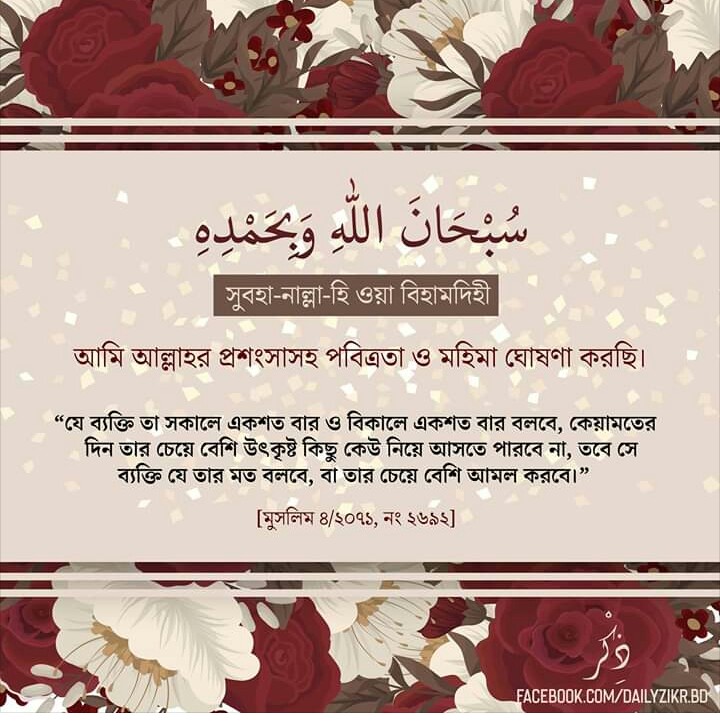 سُبْحَانَ اللّٰهِ وَبِحَمْدِهِ
সুবহা-নাল্লা-হি ওয়া বিহামদিহী
আমি আল্লাহর প্রশংসাসহ পবিত্রতা ও মহিমা ঘোষণা করছি।
“যে ব্যক্তি তা সকালে একশত বার ও বিকালে একশত বার বলবে, কেয়ামতের
দিন তার চেয়ে বেশি উৎকৃষ্ট কিছু কেউ নিয়ে আসতে পারবে না, তবে সে
ব্যক্তি যে তার মত বলবে, বা তার চেয়ে বেশি আমল করবে।”
[মুসলিম ৪/২০৭১, নং ২৬৯২]
ذِكْر
FACEBOOK.COM/DAILYZIKR.BD